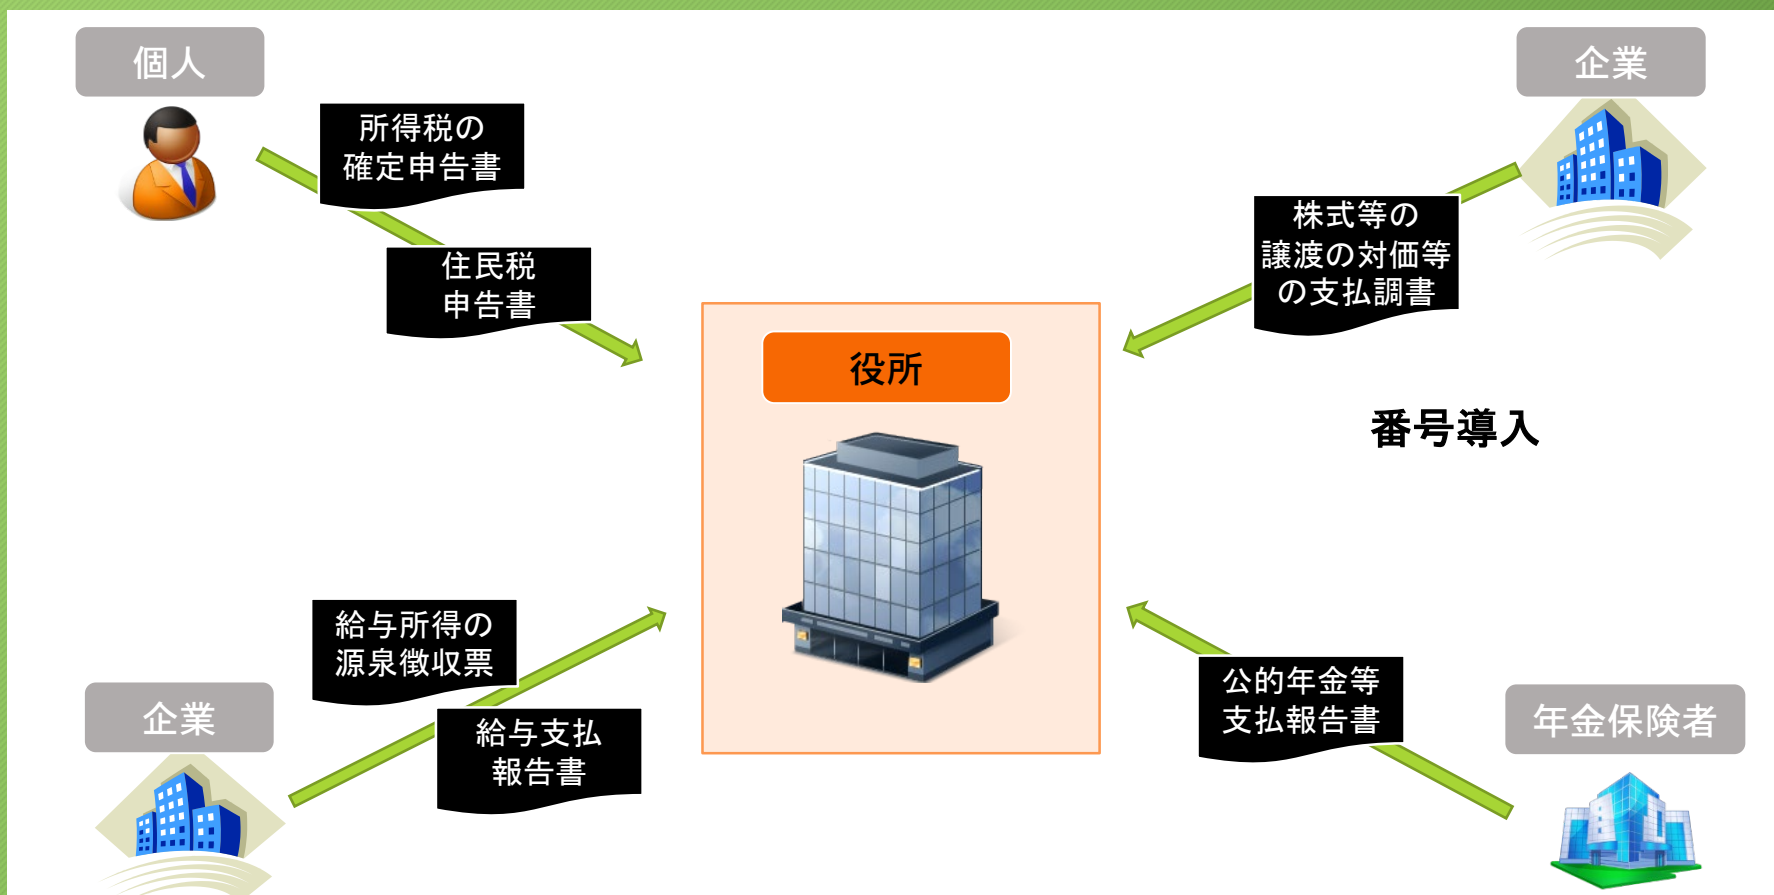 個人
企業
所得税の
確定申告書
住民税
申告書
株式等の
譲渡の対価等
の支払調書
役所
番号導入
給与所得の
源泉徴収票
企業
給与支払
報告書
公的年金等
支払報告書
年金保険者